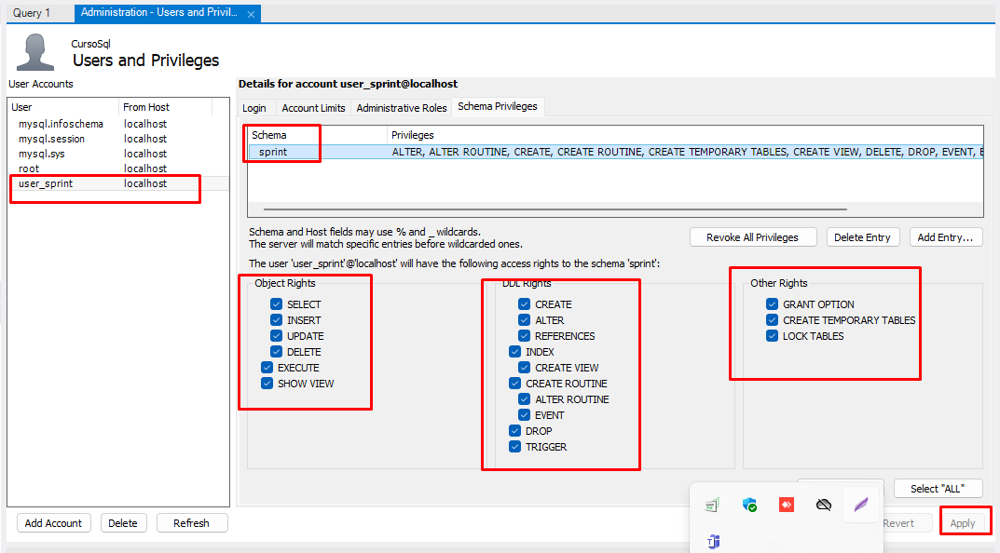 Query 1
Administration - Users and Privil...
CursoSql
Users and Privileges
User Accounts
User From Host
mysql.infoschema localhost
mysql.session localhost
mysql.sys localhost
root localhost
user_sprint localhost
Add Account
Delete
Refresh
Details for account user_sprint@localhost
Login
Account Limits
Administrative Roles
Schema Privileges
Schema Privileges
sprint ALTER, ALTER ROUTINE, CREATE, CREATE ROUTINE, CREATE TEMPORARY TABLES, CREATE VIEW, DELETE, DROP, EVENT,
Schema and Host fields may use % and _ wildcards.
The server will match specific entries before wildcarded ones.
Revoke All Privileges
Delete Entry
Add Entry...
The user 'user_sprint'@'localhost' will have the following access rights to the schema 'sprint':
Object Rights
SELECT
INSERT
UPDATE
DELETE
EXECUTE
SHOW VIEW
DDL Rights
CREATE
ALTER
REFERENCES
INDEX
CREATE VIEW
CREATE ROUTINE
ALTER ROUTINE
EVENT
DROP
TRIGGER
Other Rights
GRANT OPTION
CREATE TEMPORARY TABLES
LOCK TABLES
Select "ALL"
Revert
Apply